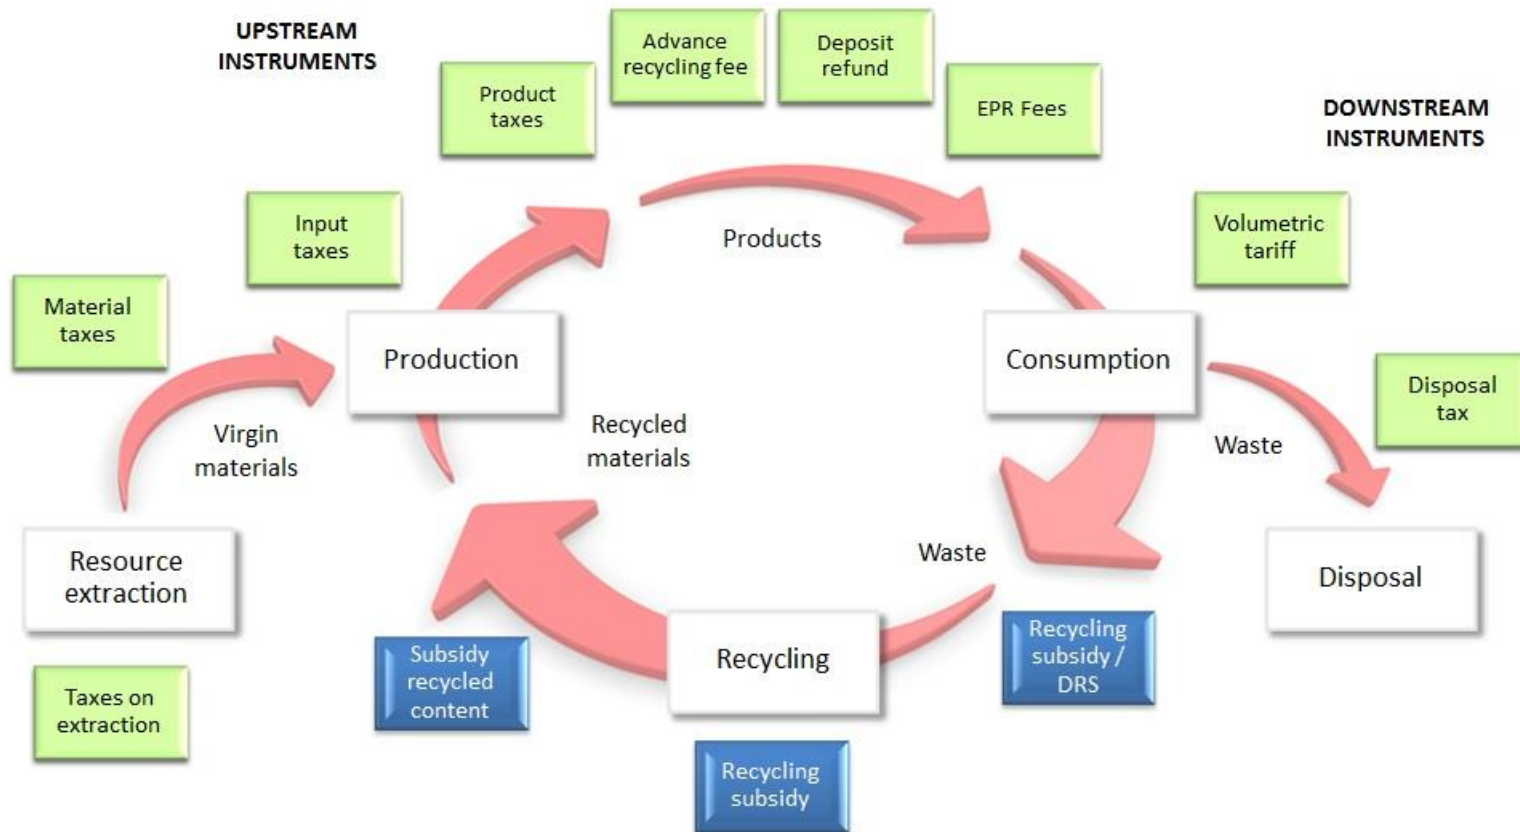 UPSTREAM
INSTRUMENTS
Advance
recycling fee
Deposit
refund
Product
taxes
EPR Fees
DOWNSTREAM
INSTRUMENTS
Input
taxes
Products
Volumetric
tariff
Material
taxes
Production
Consumption
Disposal
tax
Virgin
materials
Recycled
materials
Waste
Resource
extraction
Waste
Disposal
Subsidy
recycled
content
Recycling
Recycling
subsidy /
DRS
Taxes on
extraction
Recycling
subsidy